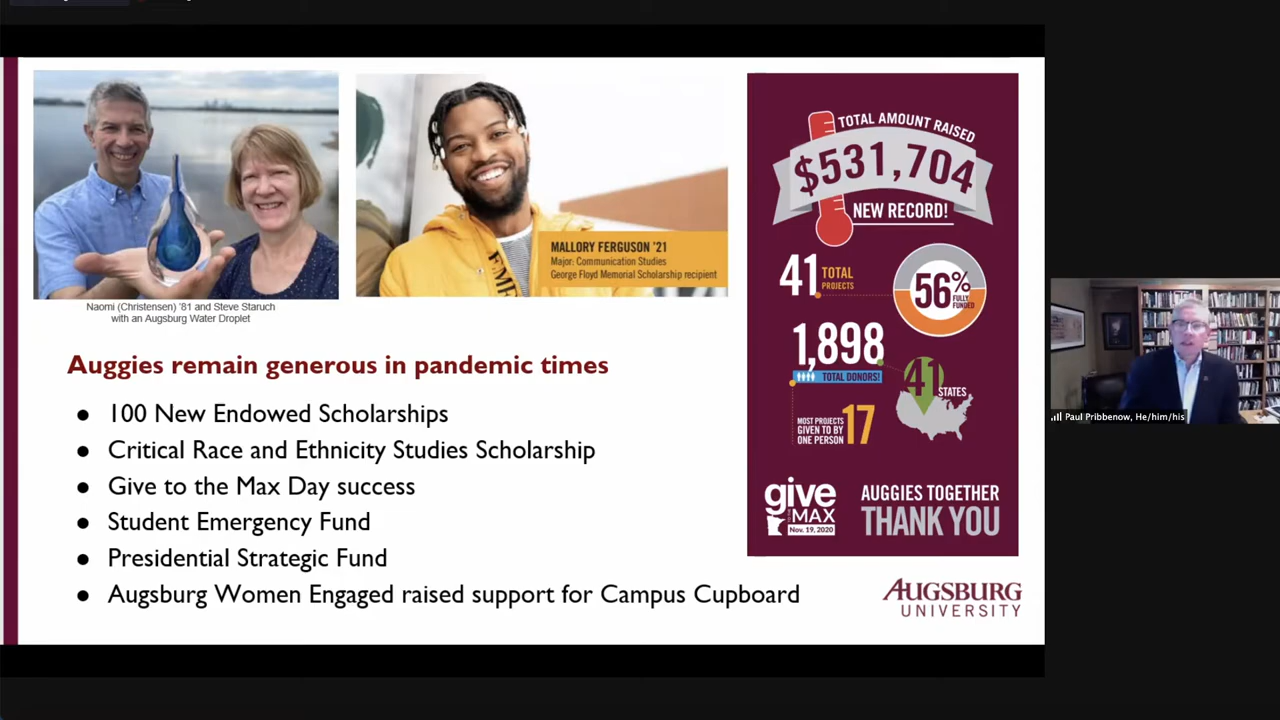 Naomi (Christensen) '81 and Steve Staruch
with an Augsburg Water Droplet
MALLORY FERGUSON '21
Major: Communication Studies
George Floyd Memorial Scholarship recipient
Auggies remain generous in pandemic times
● 100 New Endowed Scholarships
● Critical Race and Ethnicity Studies Scholarship
● Give to the Max Day success
● Student Emergency Fund
● Presidential Strategic Fund
● Augsburg Women Engaged raised support for Campus Cupboard
TOTAL AMOUNT RAISED
$531,704
NEW RECORD!
41 TOTAL
PROJECTS
56%
FULLY
FUNDED
1,898
TOTAL DONORS!
41
STATES
MOST PROJECTS
GIVEN TO BY
ONE PERSON
17
give
MAX
Nov. 19, 2020
AUGGIES TOGETHER
THANK YOU
AUGSBURG
UNIVERSITY
Paul Pribbenow, He/him/his